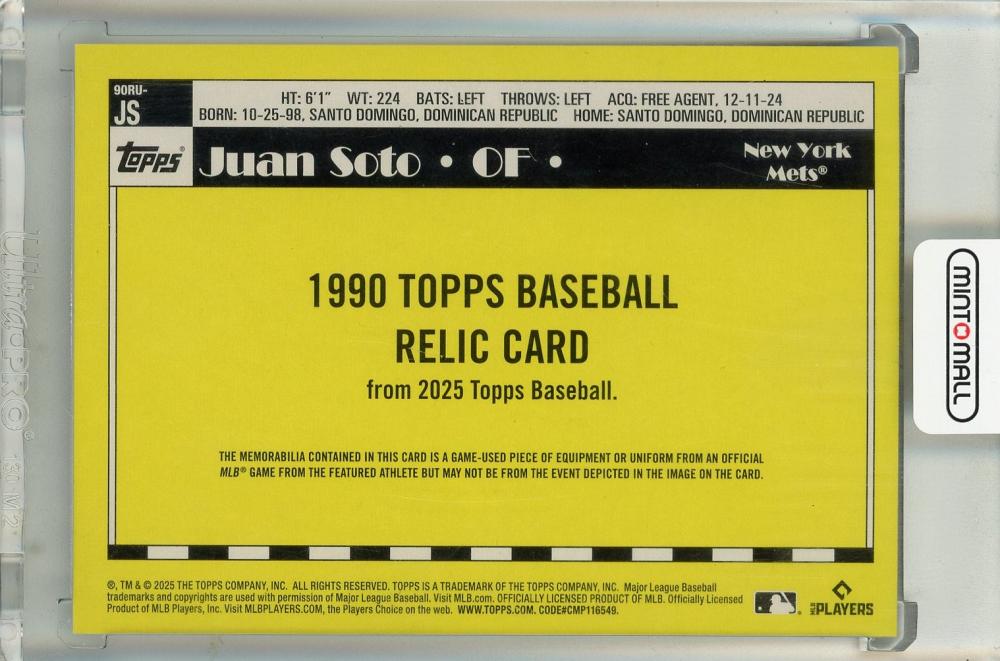 90RU-
JS
HT: 6'1" WT: 224 BATS: LEFT THROWS: LEFT ACQ: FREE AGENT, 12-11-24
BORN: 10-25-98, SANTO DOMINGO, DOMINICAN REPUBLIC HOME: SANTO DOMINGO, DOMINICAN REPUBLIC
topps®
Juan Soto • OF •
New York
Mets®
1990 TOPPS BASEBALL
RELIC CARD
from 2025 Topps Baseball.
THE MEMORABILIA CONTAINED IN THIS CARD IS A GAME-USED PIECE OF EQUIPMENT OR UNIFORM FROM AN OFFICIAL
MLB® GAME FROM THE FEATURED ATHLETE BUT MAY NOT BE FROM THE EVENT DEPICTED IN THE IMAGE ON THE CARD.
®, TM & © 2025 THE TOPPS COMPANY, INC. ALL RIGHTS RESERVED. TOPPS IS A TRADEMARK OF THE TOPPS COMPANY, INC. Major League Baseball
trademarks and copyrights are used with permission of Major League Baseball. Visit MLB.com. OFFICIALLY LICENSED PRODUCT OF MLB. Officially Licensed
Product of MLB Players, Inc. Visit MLBPLAYERS.COM, the Players Choice on the web. WWW.TOPPS.COM. CODE#CMP116549.
MLB PLAYERS
UltraPRO®
130 M2
MINTOMALL